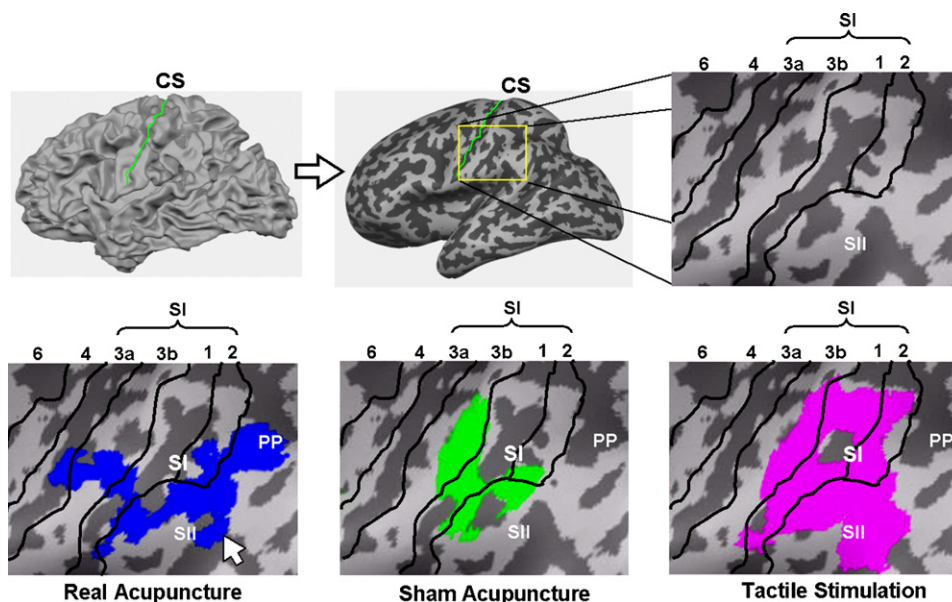 SI
6 4 3a 3b 1 2
CS
CS
SII
SI
6 4 3a 3b 1 2
PP
SI
SII
Real Acupuncture
SI
6 4 3a 3b 1 2
PP
SI
SII
Sham Acupuncture
SI
6 4 3a 3b 1 2
PP
SI
SII
Tactile Stimulation